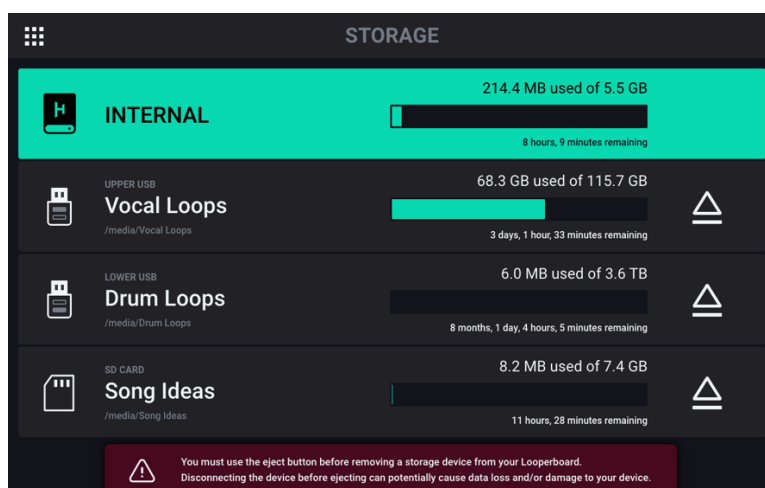 STORAGE
H
INTERNAL
214.4 MB used of 5.5 GB
8 hours, 9 minutes remaining
UPPER USB
Vocal Loops
/media/Vocal Loops
68.3 GB used of 115.7 GB
3 days, 1 hour, 33 minutes remaining
LOWER USB
Drum Loops
/media/Drum Loops
6.0 MB used of 3.6 TB
8 months, 1 day, 4 hours, 5 minutes remaining
SD CARD
Song Ideas
/media/Song Ideas
8.2 MB used of 7.4 GB
11 hours, 28 minutes remaining
You must use the eject button before removing a storage device from your Looperboard.
Disconnecting the device before ejecting can potentially cause data loss and/or damage to your device.